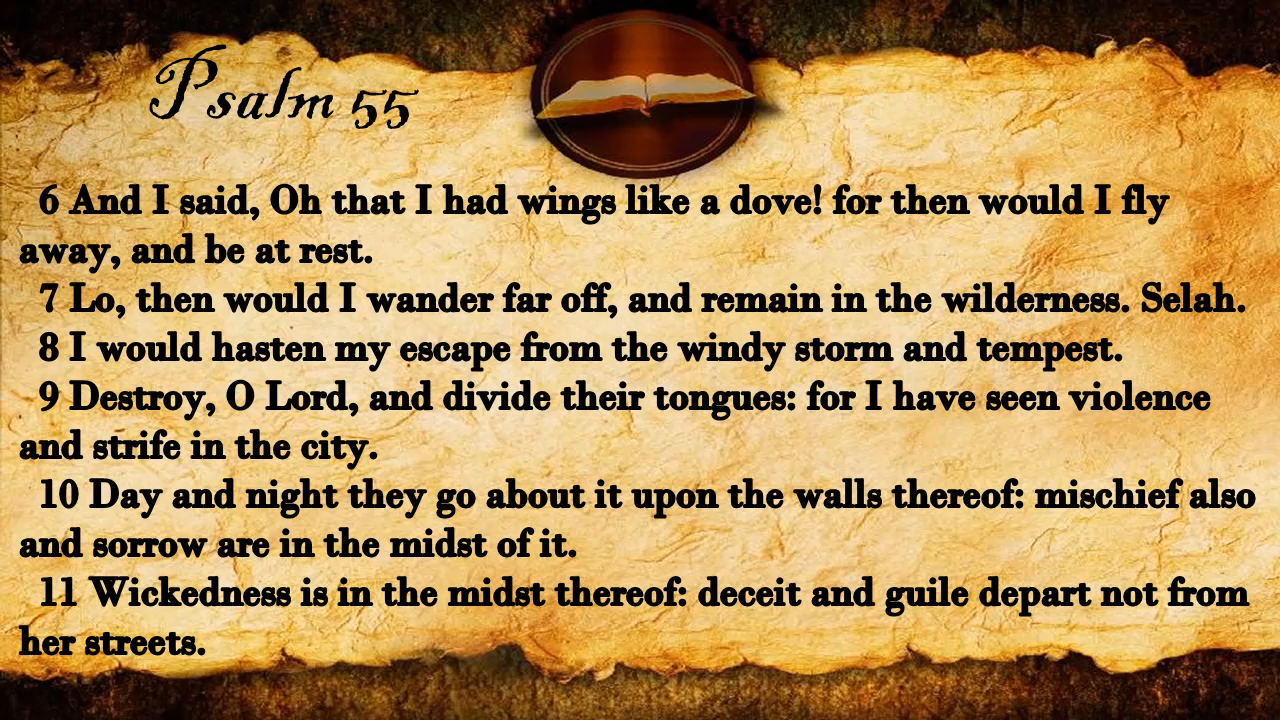 Psalm 55
6 And I said, Oh that I had wings like a dove! for then would I fly
away, and be at rest.
7 Lo, then would I wander far off, and remain in the wilderness. Selah.
8 I would hasten my escape from the windy storm and tempest.
9 Destroy, O Lord, and divide their tongues: for I have seen violence
and strife in the city.
10 Day and night they go about it upon the walls thereof: mischief also
and sorrow are in the midst of it.
11 Wickedness is in the midst thereof: deceit and guile depart not from
her streets.